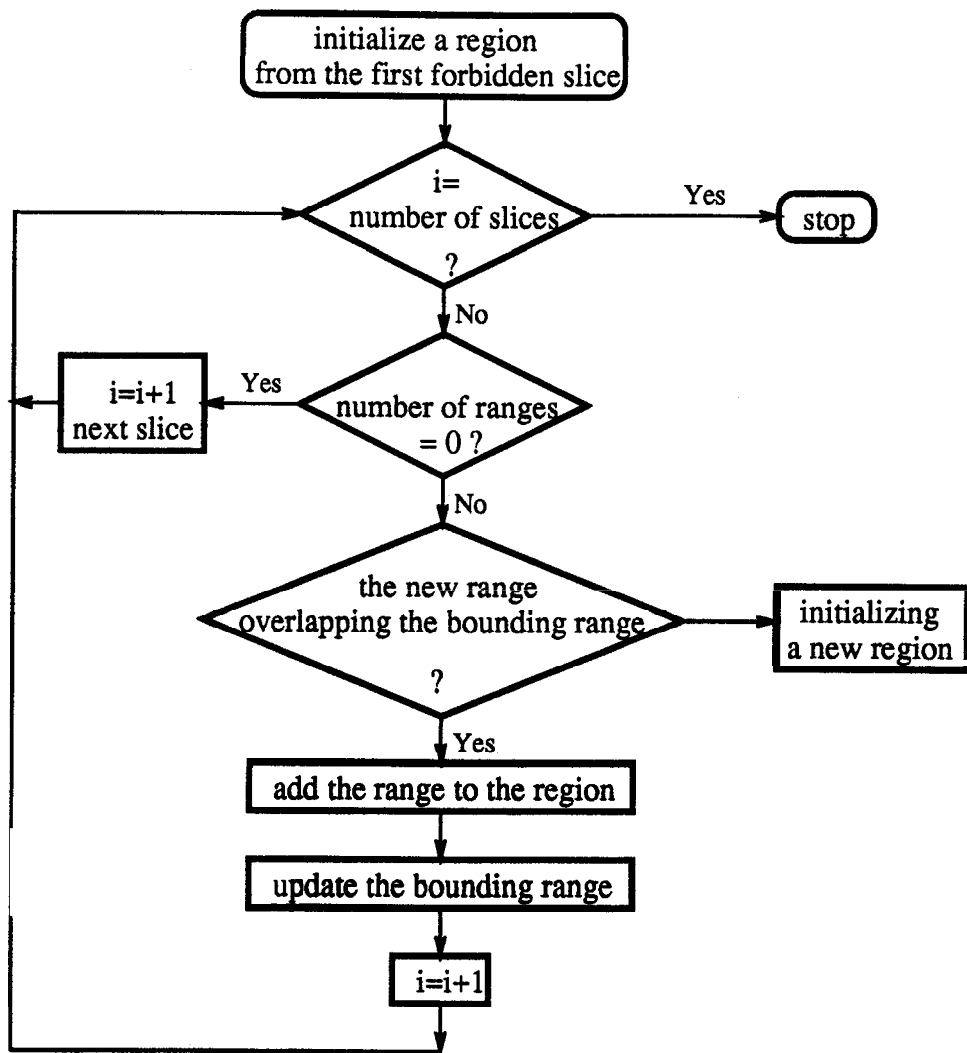 initialize a region
from the first forbidden slice
i=
number of slices
?
Yes
stop
No
number of ranges
= 0 ?
Yes
i=i+1
next slice
No
the new range
overlapping the bounding range
?
initializing
a new region
Yes
add the range to the region
update the bounding range
i=i+1